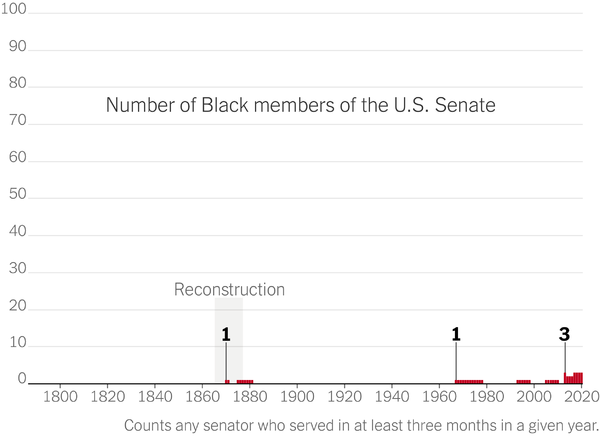 100
90
80
Number of Black members of the U.S. Senate
70
60
50
40
30
Reconstruction
20
1 1 3
10
0
1800 1820 1840 1860 1880 1900 1920 1940 1960 1980 2000 2020
Counts any senator who served in at least three months in a given year.